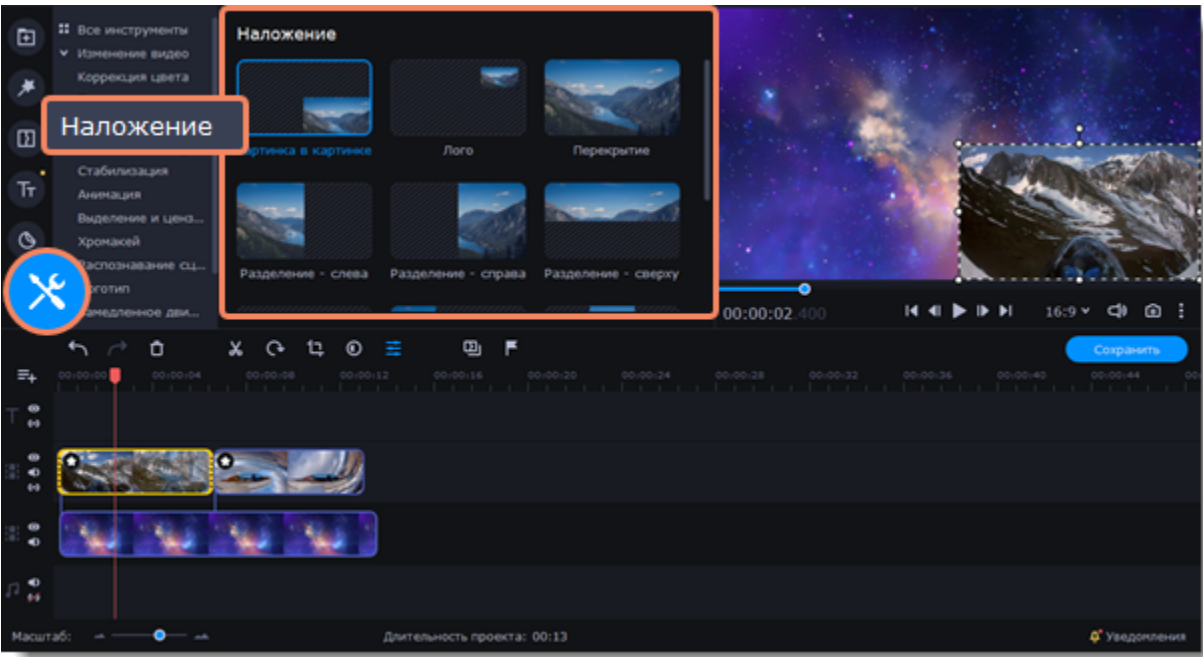 Все инструменты
Изменение видео
Коррекция цвета
Наложение
Стабилизация
Анимация
Выделение и ценз...
Хромакей
Распознавание сц...
Логотип
Замедленное дви...
Наложение
Картинка в картинке
Лого
Перекрытие
Разделение - слева
Разделение - справа
Разделение - сверху
00:00:02.400
16:9
Сохранить
00:00:00
00:00:04
00:00:08
00:00:12
00:00:16
00:00:20
00:00:24
00:00:28
00:00:32
00:00:36
00:00:40
00:00:44
Масштаб:
Длительность проекта: 00:13
Уведомления